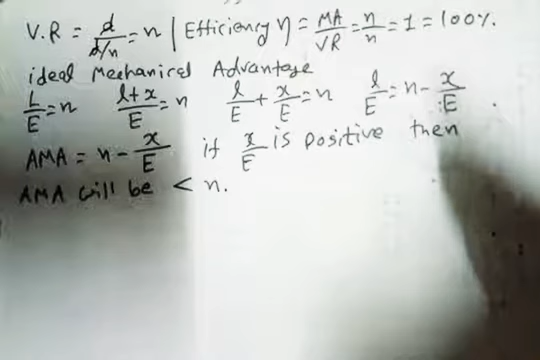 V.R = d/d/n = n | Efficiency η = MA/VR = n/n = 1 = 100%.
ideal Mechanical Advantage
L/E = n l+x/E = n l/E + x/E = n l/E = n - x/E .
AMA = n - x/E if x/E is positive then
AMA will be < n.